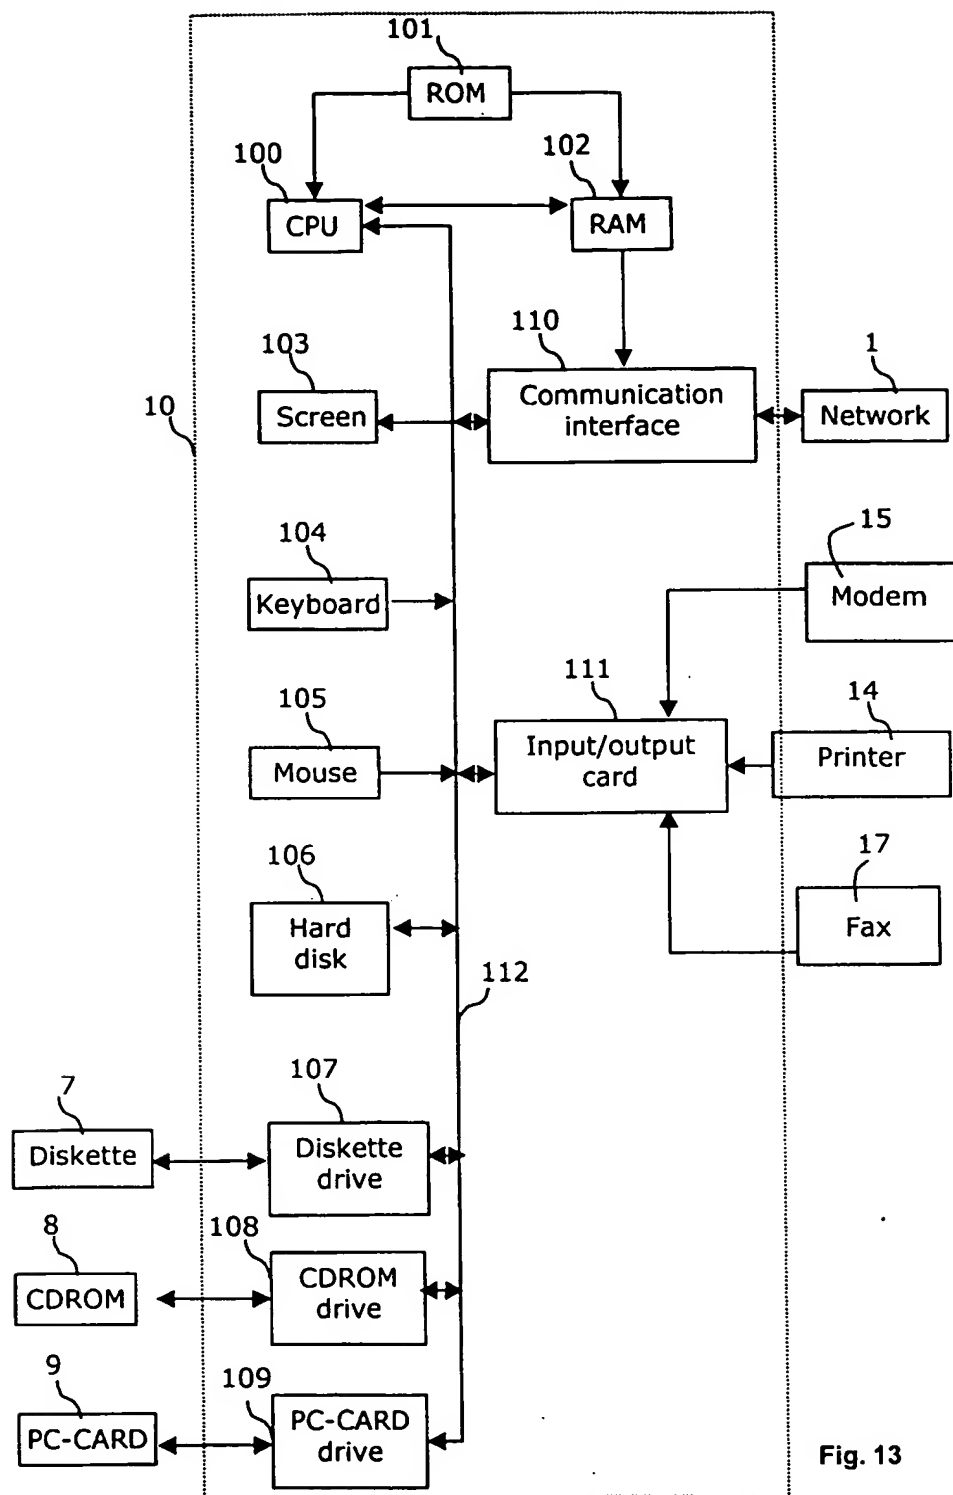 101
ROM
100
102
CPU
RAM
103
110
1
10
Screen
Communication
interface
Network
104
15
Keyboard
Modem
105
111
14
Mouse
Input/output
card
Printer
106
17
Hard
disk
Fax
112
7
107
Diskette
Diskette
drive
8
108
CDROM
CDROM
drive
9
109
PC-CARD
PC-CARD
drive
Fig. 13